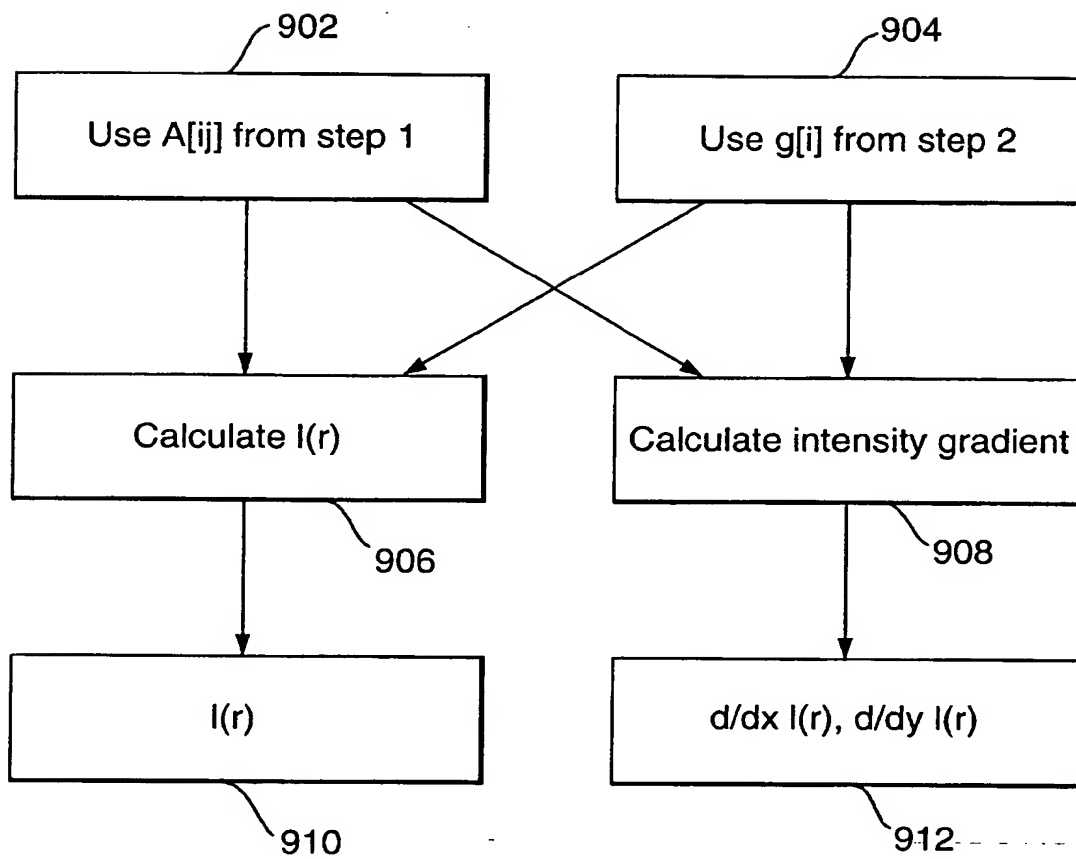 902
904
Use A[ij] from step 1
Use g[i] from step 2
Calculate I(r)
Calculate intensity gradient
906
908
I(r)
d/dx I(r), d/dy I(r)
910
912